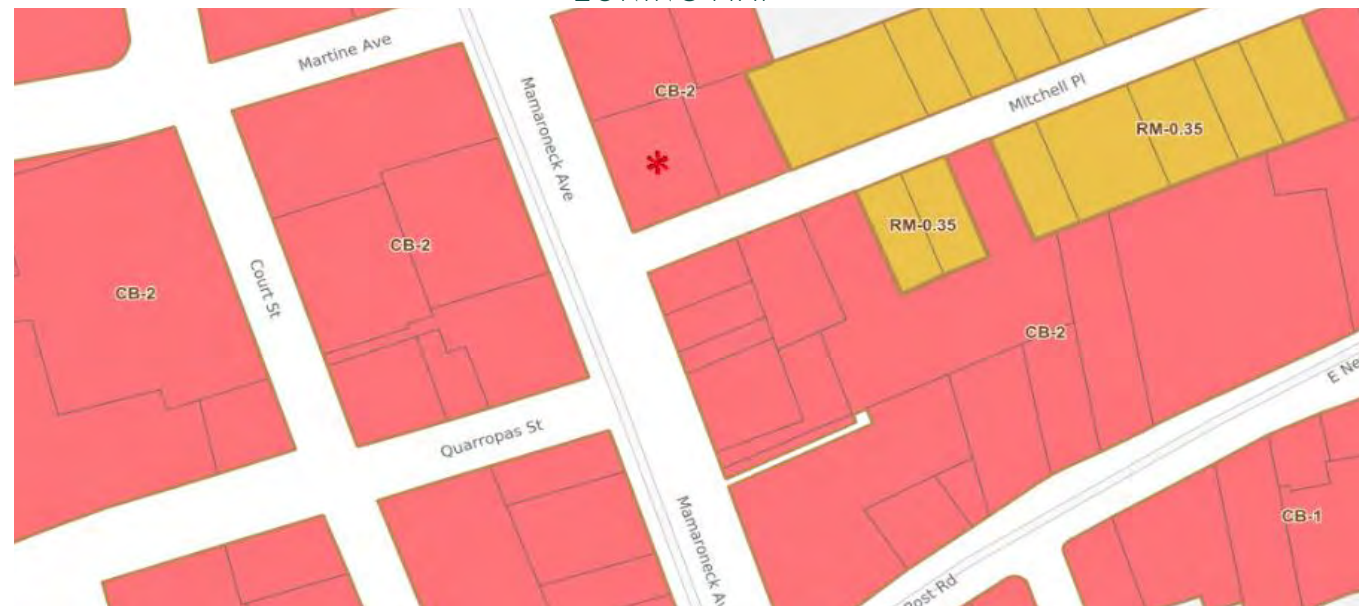 Martine Ave
CB-2
Mitchell Pl
Mamaroneck Ave
RM-0.35
RM-0.35
CB-2
CB-2
Court St
CB-2
E Ne
Quarropas St
CB-1
Mamaroneck Av
Post Rd